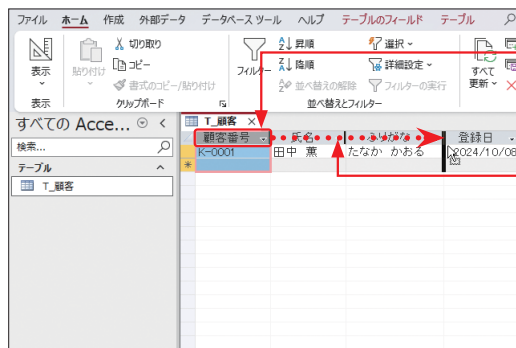 ファイル ホーム 作成 外部データ データベース ツール ヘルプ テーブルのフィールド テーブル
表示
貼り付け
切り取り
コピー
書式のコピー/貼り付け
フィルター
昇順
降順
並べ替えの解除
選択
詳細設定
フィルターの実行
すべて
更新
表示 クリップボード 並べ替えとフィルター
すべての Acce...
検索...
テーブル
T_顧客
T_顧客
顧客番号 氏名 ふりがな 登録日
K-0001 田中 薫 たなか かおる 2024/10/08